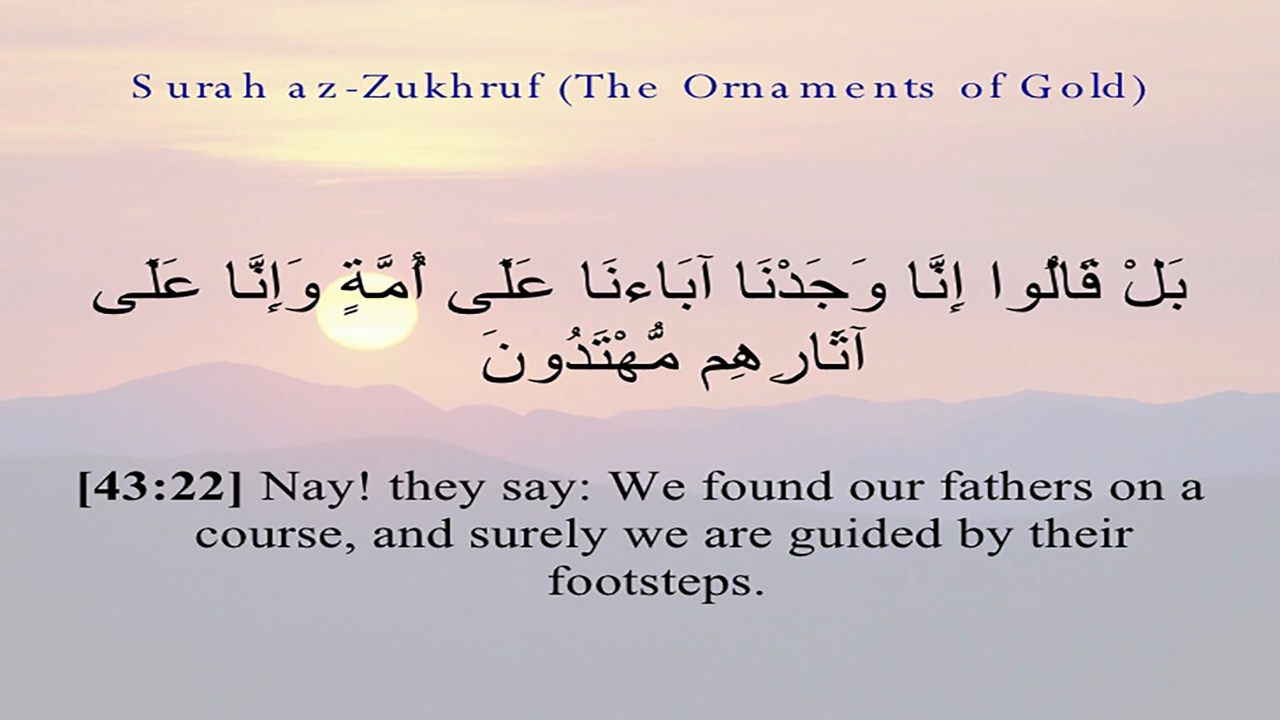 Surah az-Zukhruf (The Ornaments of Gold)
بَلْ قَالُوا إِنَّا وَجَدْنَا آبَاءنَا عَلَى أُمَّةٍ وَإِنَّا عَلَى
آثَارِهِم مُّهْتَدُونَ
[43:22] Nay! they say: We found our fathers on a
course, and surely we are guided by their
footsteps.